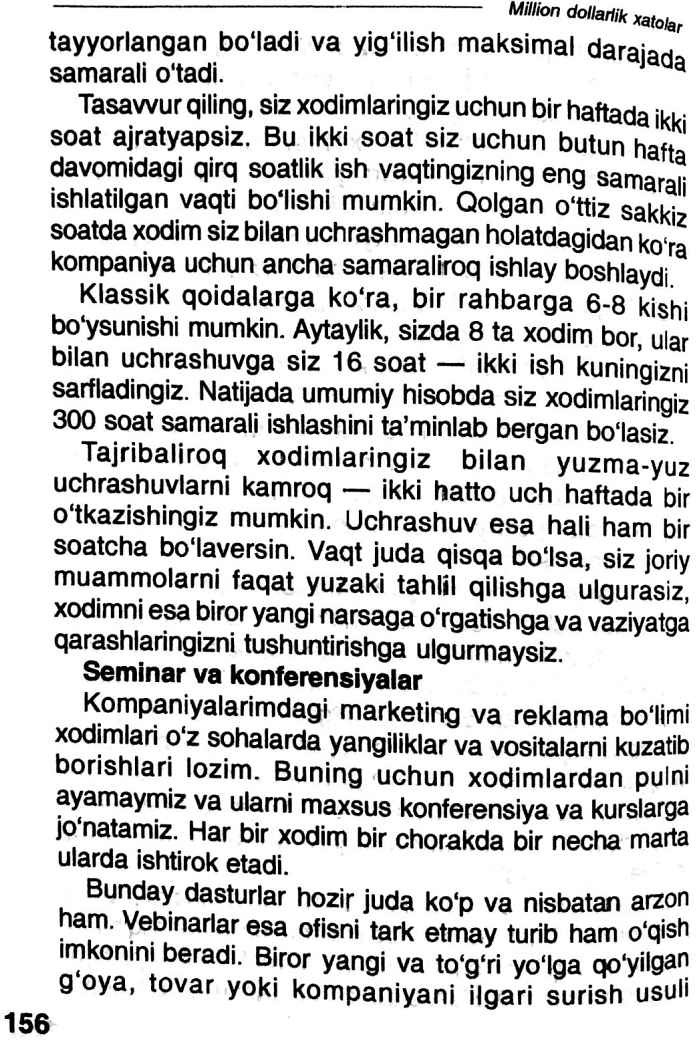 Million dollarlik xatolar
tayyorlangan bo‘ladi va yig‘ilish maksimal darajada
samarali o‘tadi.
Tasavvur qiling, siz xodimlaringiz uchun bir haftada ikki
soat ajratyapsiz. Bu ikki soat siz uchun butun hafta
davomidagi qirq soatlik ish vaqtingizning eng samarali
ishlatilgan vaqti bo‘lishi mumkin. Qolgan o‘ttiz sakkiz
soatda xodim siz bilan uchrashmagan holatdagidan ko‘ra
kompaniya uchun ancha samaraliroq ishlay boshlaydi.
Klassik qoidalarga ko‘ra, bir rahbarga 6-8 kishi
bo‘ysunishi mumkin. Aytaylik, sizda 8 ta xodim bor, ular
bilan uchrashuvga siz 16 soat — ikki ish kuningizni
sarfladingiz. Natijada umumiy hisobda siz xodimlaringiz
300 soat samarali ishlashini ta’minlab bergan bo‘lasiz.
Tajribaliroq xodimlaringiz bilan yuzma-yuz
uchrashuvlarni kamroq — ikki hatto uch haftada bir
o‘tkazishingiz mumkin. Uchrashuv esa hali ham bir
soatcha bo‘laversin. Vaqt juda qisqa bo‘lsa, siz joriy
muammolarni faqat yuzaki tahlil qilishga ulgurasiz,
xodimni esa biror yangi narsaga o‘rgatishga va vaziyatga
qarashlaringizni tushuntirishga ulgurmaysiz.
Seminar va konferensiyalar
Kompaniyalarimdagi marketing va reklama bo‘limi
xodimlari o‘z sohalarda yangiliklar va vositalarni kuzatib
borishlari lozim. Buning uchun xodimlardan pulni
ayamaymiz va ularni maxsus konferensiya va kurslarga
jo‘natamiz. Har bir xodim bir chorakda bir necha marta
ularda ishtirok etadi.
Bunday dasturlar hozir juda ko‘p va nisbatan arzon
ham. Vebinarlar esa ofisni tark etmay turib ham o‘qish
imkonini beradi. Biror yangi va to‘g‘ri yo‘lga qo‘yilgan
g‘oya, tovar yoki kompaniyani ilgari surish usuli
156